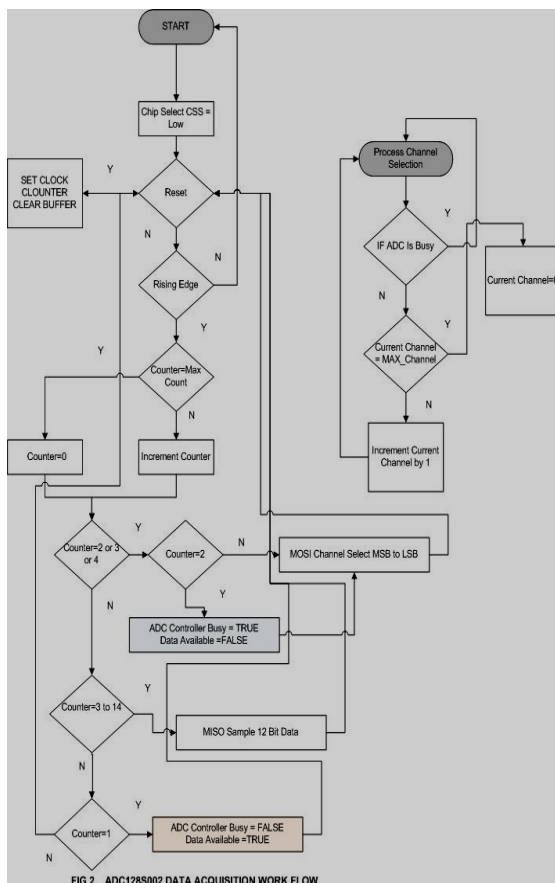 START
Chip Select CSS =
Low
Process Channel
Selection
Y
SET CLOCK
CLOUNTER
CLEAR BUFFER
Reset
N
N
Rising Edge
Y
IF ADC Is Busy
Y
Current Channel=0
N
Y
Counter=Max
Count
N
Current Channel
= MAX_Channel
Y
N
Counter=0
Increment Counter
Increment Current
Channel by 1
Counter=2 or 3
or 4
Y
Counter=2
N
MOSI Channel Select MSB to LSB
N
Y
ADC Controller Busy = TRUE
Data Available =FALSE
Counter=3 to 14
Y
MISO Sample 12 Bit Data
N
Counter=1
Y
ADC Controller Busy = FALSE
Data Available =TRUE
N
FIG 2. ADC128S002 DATA ACQUISITION WORK FLOW